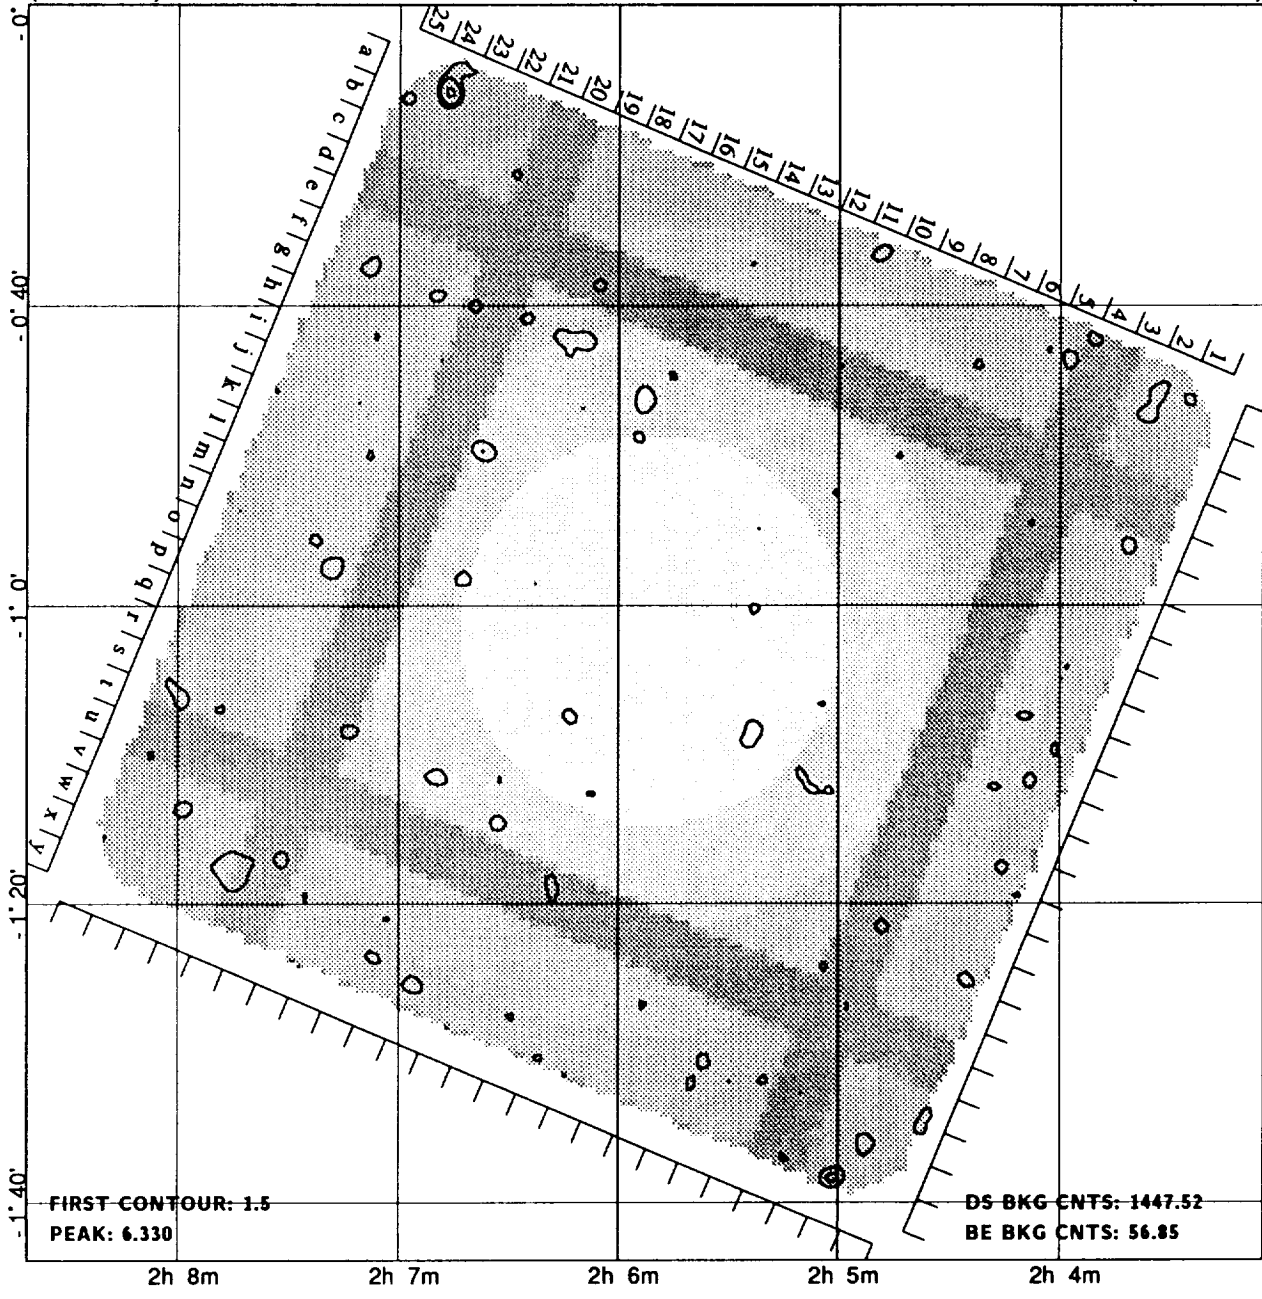 25 24 23 22 21 20 19 18 17 16 15 14 13 12 11 10 9 8 7 6 5 4 3 2 1
a b c d e f g h i j k l m n o p q r s t u v w x y
-0° 40'
-1° 0'
-1° 20'
-1° 40'
FIRST CONTOUR: 1.5
PEAK: 6.330
DS BKG CNTS: 1447.52
BE BKG CNTS: 56.85
2h 8m 2h 7m 2h 6m 2h 5m 2h 4m